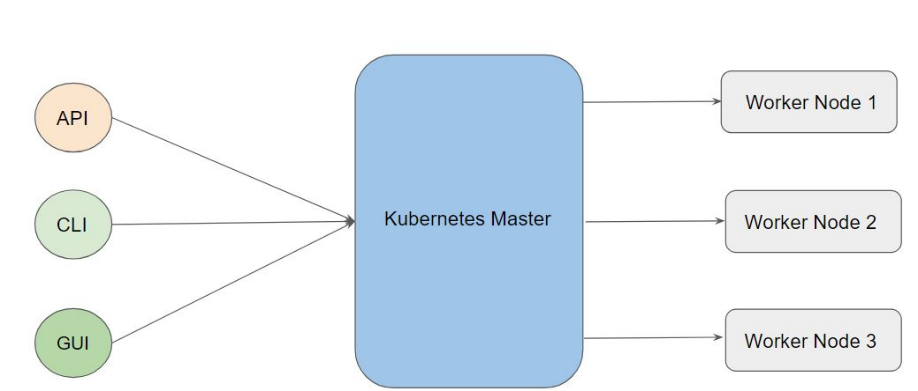 API
CLI
GUI
Kubernetes Master
Worker Node 1
Worker Node 2
Worker Node 3